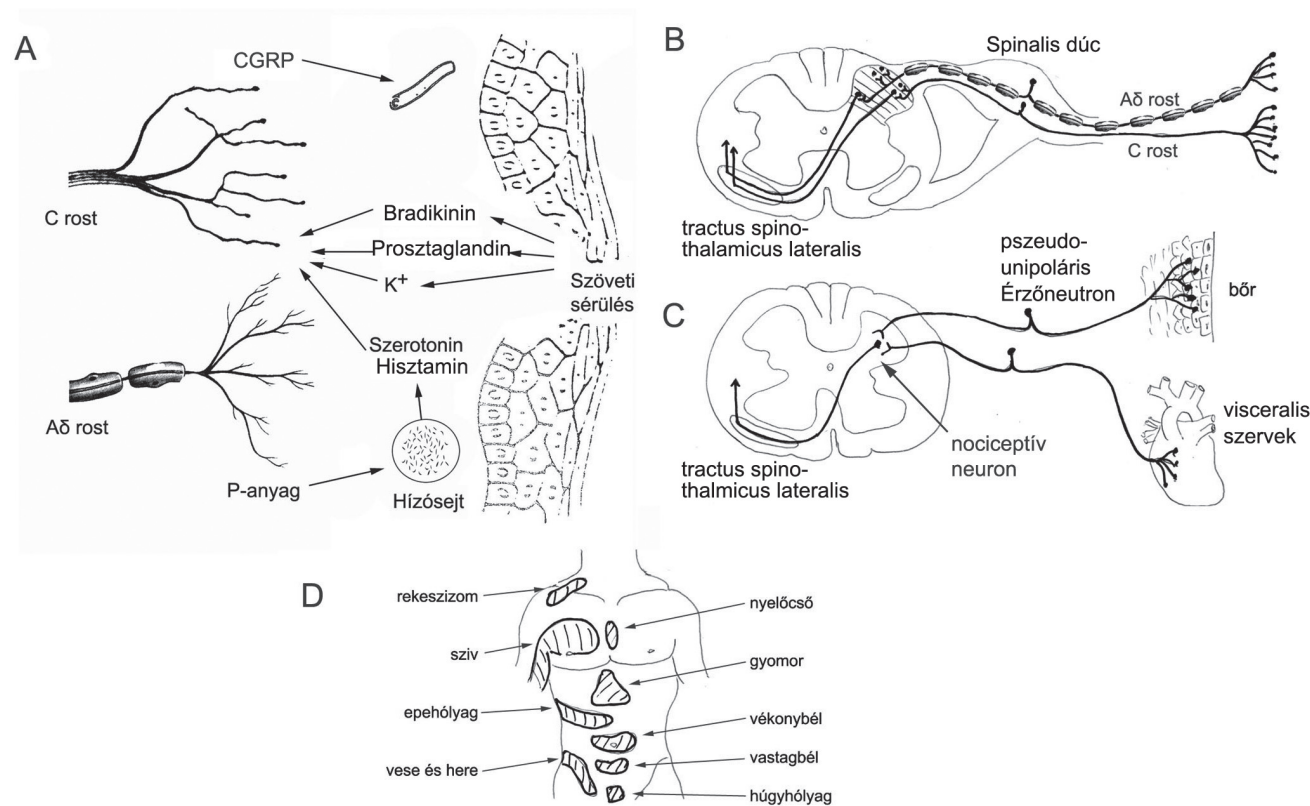 A
CGRP
C rost
Bradikinin
Prosztaglandin
K+
Szöveti
sérülés
Szerotonin
Hisztamin
Aδ rost
P-anyag
Hízósejt
B
Spinalis dúc
Aδ rost
C rost
tractus spino-
thalamicus lateralis
C
pszeudo-
unipoláris
Érzőneutron
bőr
visceralis
szervek
nociceptív
neuron
tractus spino-
thalmicus lateralis
D
rekeszizom
sziv
epehólyag
vese és here
nyelőcső
gyomor
vékonybél
vastagbél
húgyhólyag